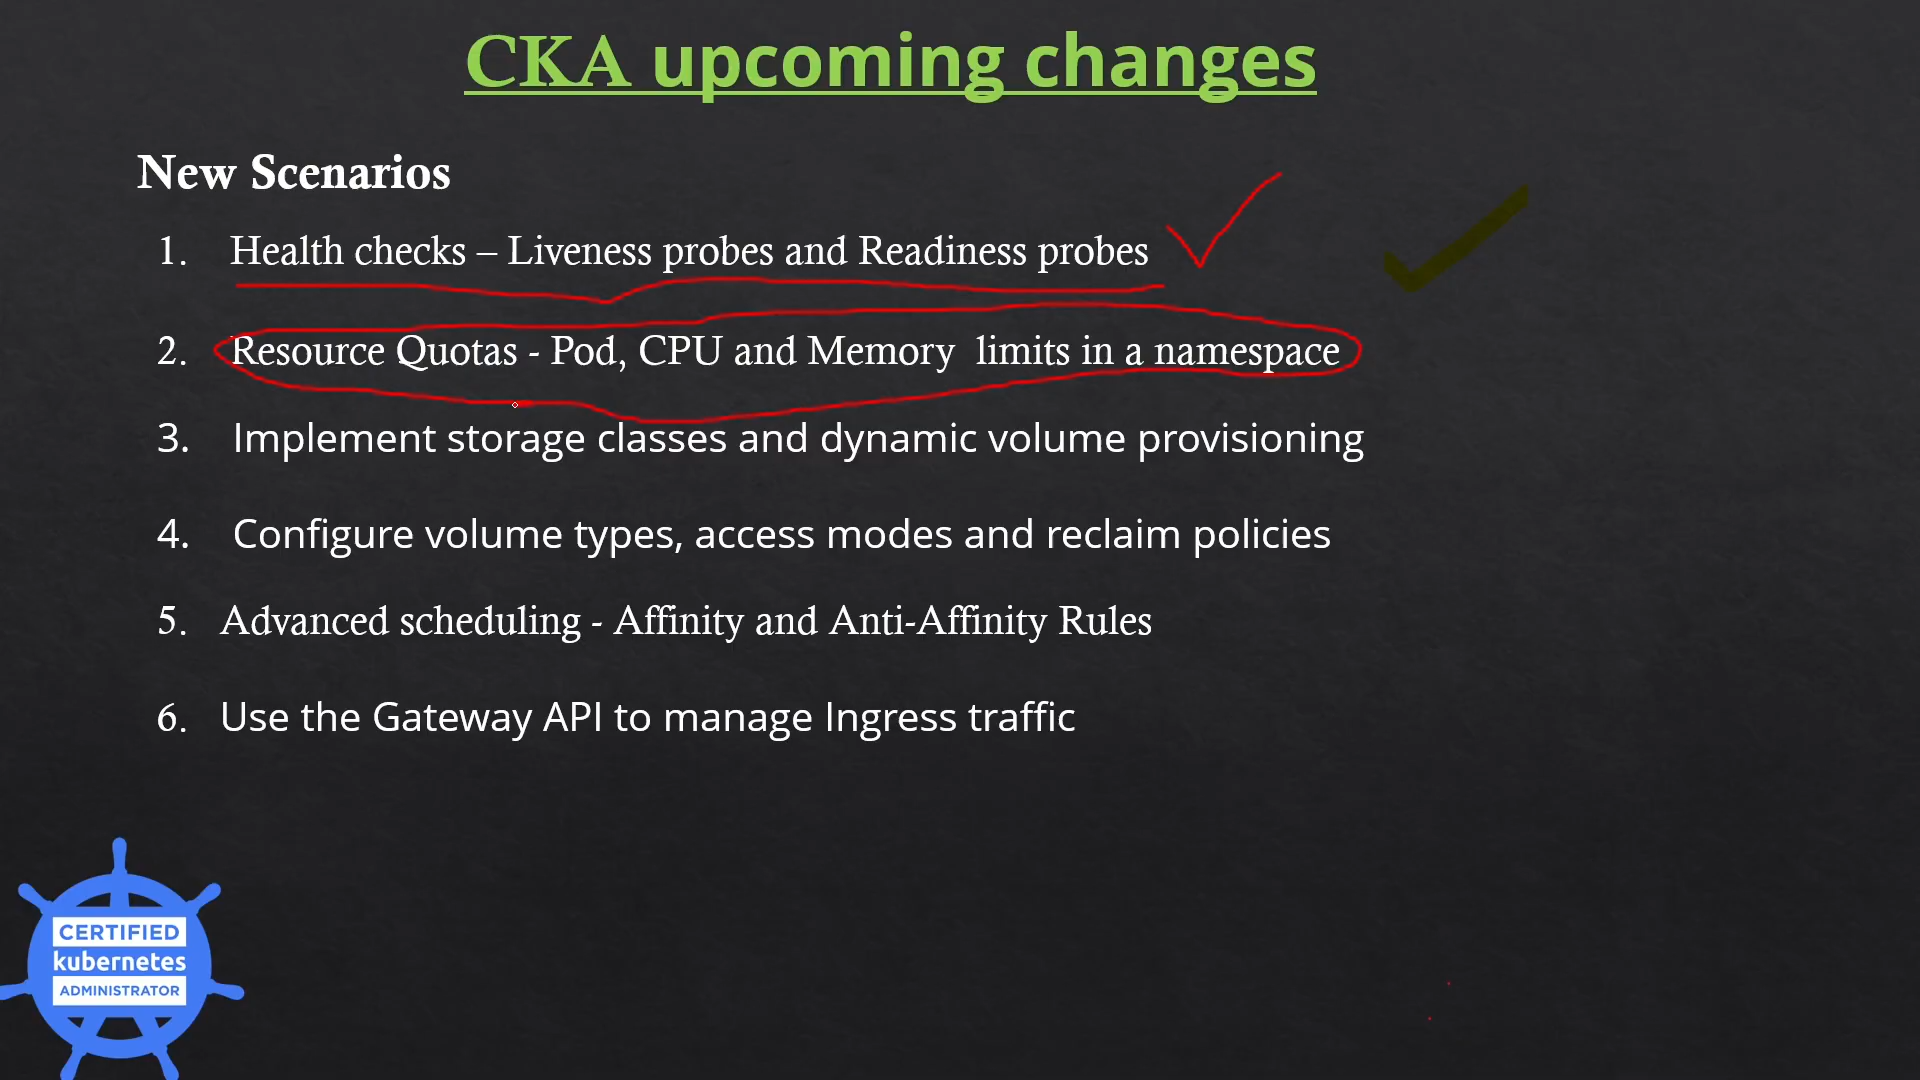 CKA upcoming changes
New Scenarios
1. Health checks – Liveness probes and Readiness probes
2. Resource Quotas - Pod, CPU and Memory limits in a namespace
3. Implement storage classes and dynamic volume provisioning
4. Configure volume types, access modes and reclaim policies
5. Advanced scheduling - Affinity and Anti-Affinity Rules
6. Use the Gateway API to manage Ingress traffic
CERTIFIED
kubernetes
ADMINISTRATOR